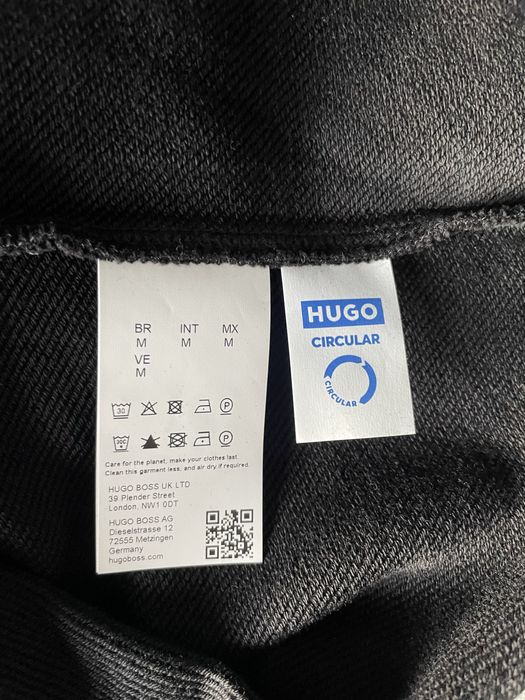 BR INT MX
M M M
VE
M
30
P
30C
P
Care for the planet, make your clothes last.
Clean this garment less, and air dry if required.
HUGO BOSS UK LTD
39 Plender Street
London, NW1 0DT
HUGO BOSS AG
Dieselstrasse 12
72555 Metzingen
Germany
hugoboss.com
HUGO
CIRCULAR
CIRCULAR